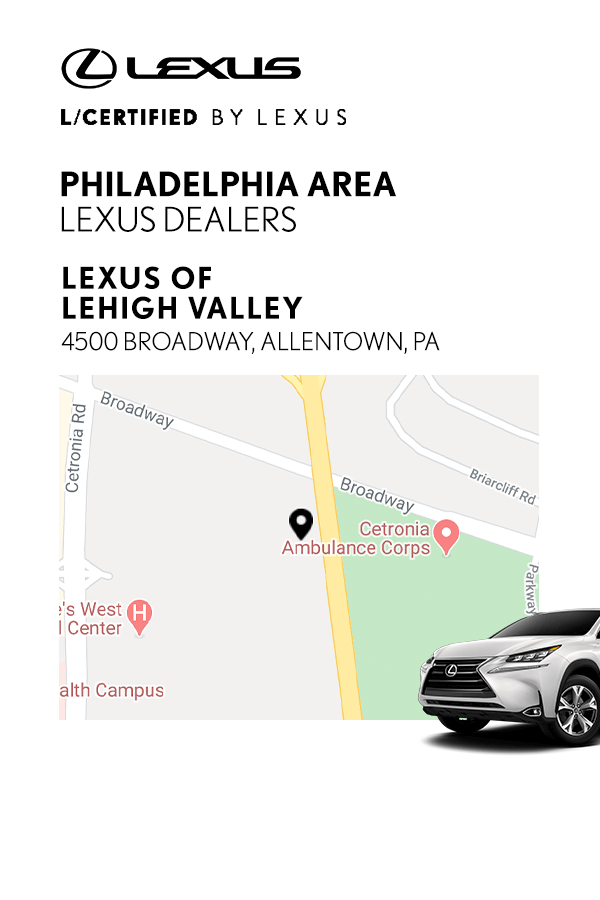 LEXUS
L/CERTIFIED BY LEXUS
PHILADELPHIA AREA
LEXUS DEALERS
LEXUS OF
LEHIGH VALLEY
4500 BROADWAY, ALLENTOWN, PA
Broadway
Cetronia Rd
Broadway
Briarcliff Rd
Cetronia
Ambulance Corps
Parkway
e's West
l Center
H
alth Campus